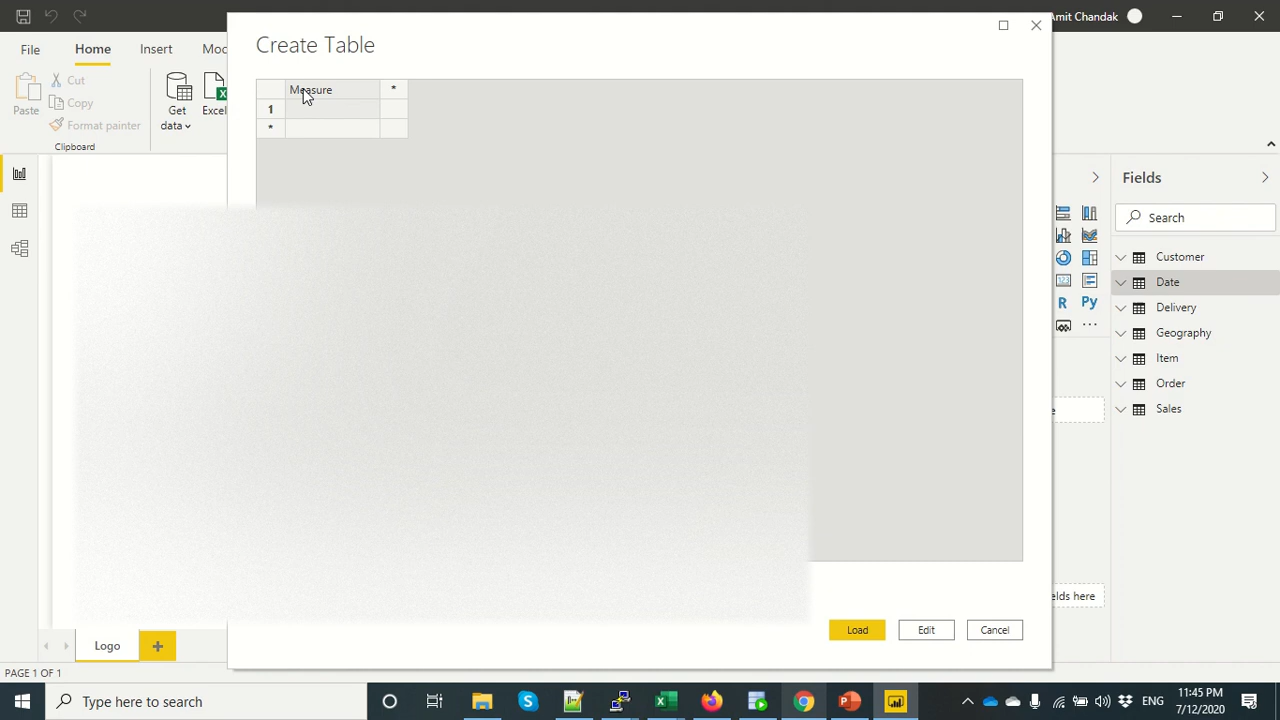 Amit Chandak
Create Table
File Home Insert Mod
Cut
Copy
Format painter
Paste
Get data
Excel
Clipboard
Measure *
1
*
Fields
Search
Customer
Date
Delivery
Geography
Item
Order
Sales
R Py
123
e
elds here
Load Edit Cancel
Logo
PAGE 1 OF 1
Type here to search
ENG
11:45 PM
7/12/2020